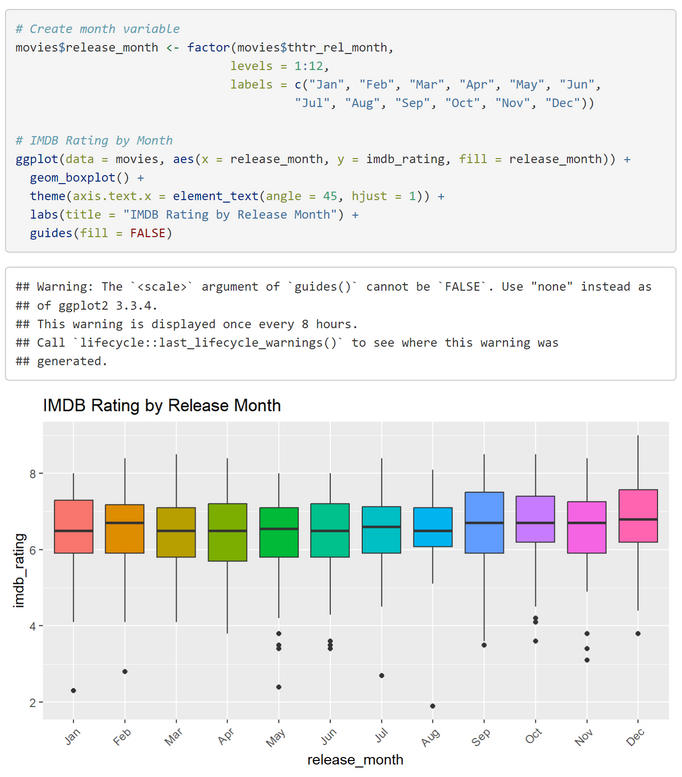 # Create month variable
movies$release_month <- factor(movies$thtr_rel_month,
levels = 1:12,
labels = c("Jan", "Feb", "Mar", "Apr", "May", "Jun",
"Jul", "Aug", "Sep", "Oct", "Nov", "Dec"))
# IMDB Rating by Month
ggplot(data = movies, aes(x = release_month, y = imdb_rating, fill = release_month)) +
geom_boxplot() +
theme(axis.text.x = element_text(angle = 45, hjust = 1)) +
labs(title = "IMDB Rating by Release Month") +
guides(fill = FALSE)
## Warning: The `<scale>` argument of `guides()` cannot be `FALSE`. Use "none" instead as
## of ggplot2 3.3.4.
## This warning is displayed once every 8 hours.
## Call `lifecycle::last_lifecycle_warnings()` to see where this warning was
## generated.
IMDB Rating by Release Month
imdb_rating
8
6
4
2
Jan Feb Mar Apr May Jun Jul Aug Sep Oct Nov Dec
release_month